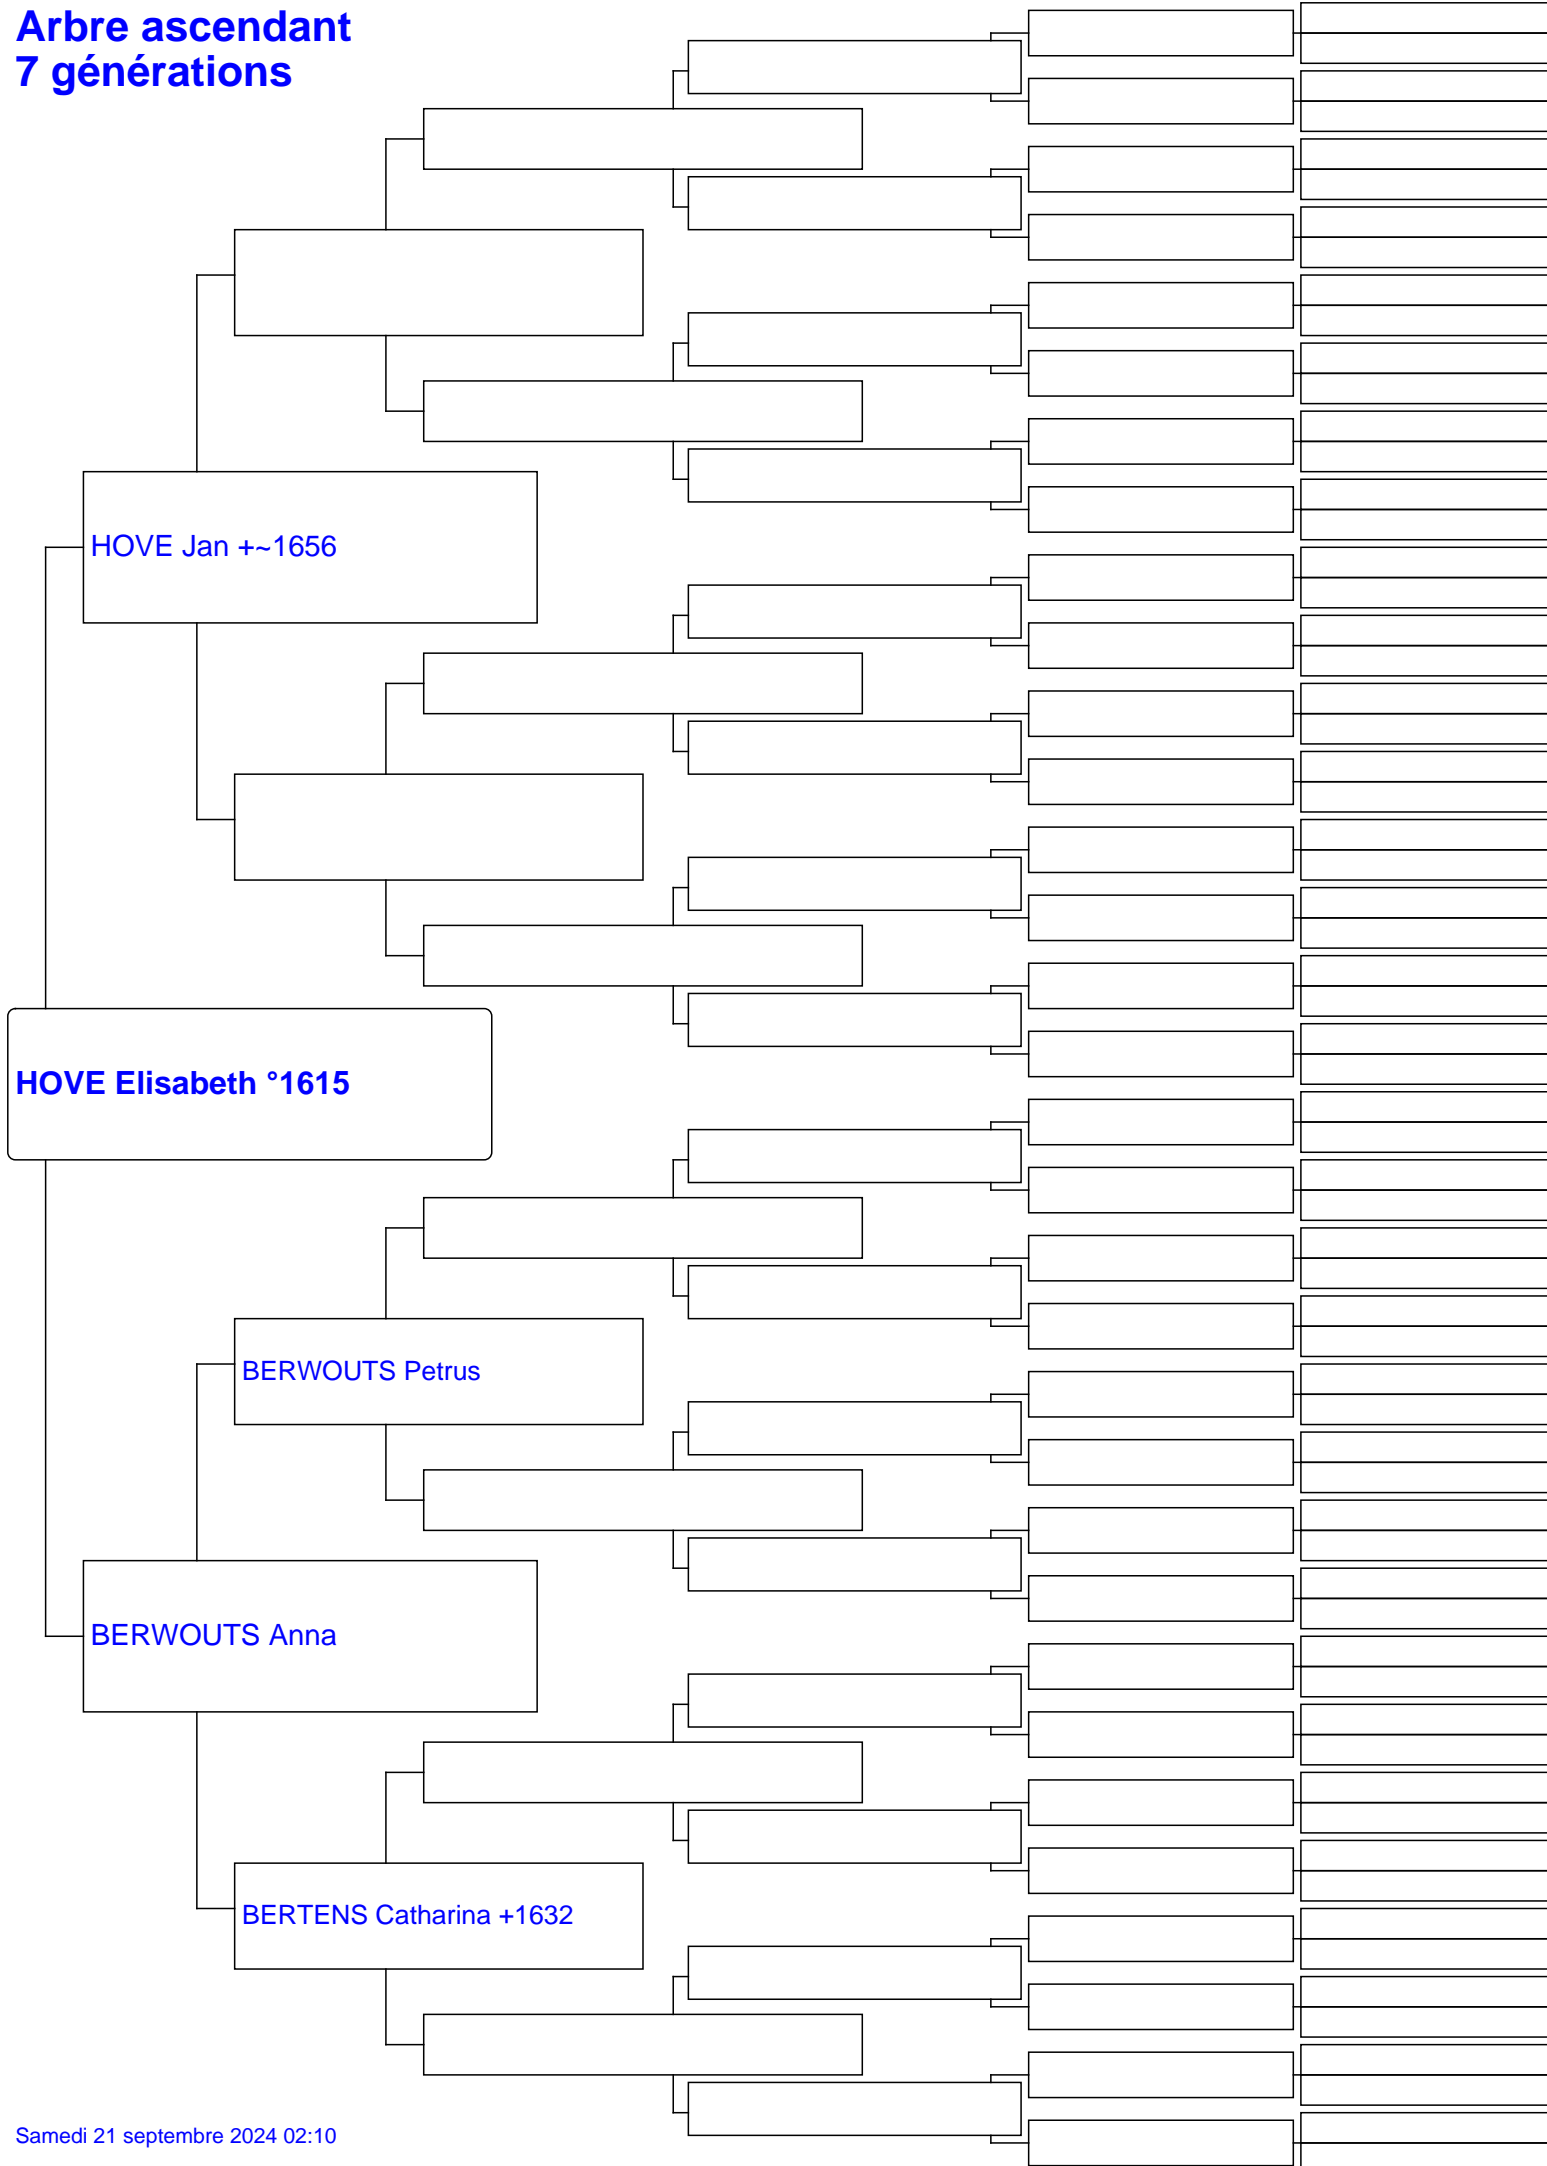 Arbre ascendant
7 générations
HOVE Jan +~1656
HOVE Elisabeth °1615
BERWOUTS Petrus
BERWOUTS Anna
BERTENS Catharina +1632
Samedi 21 septembre 2024 02:10